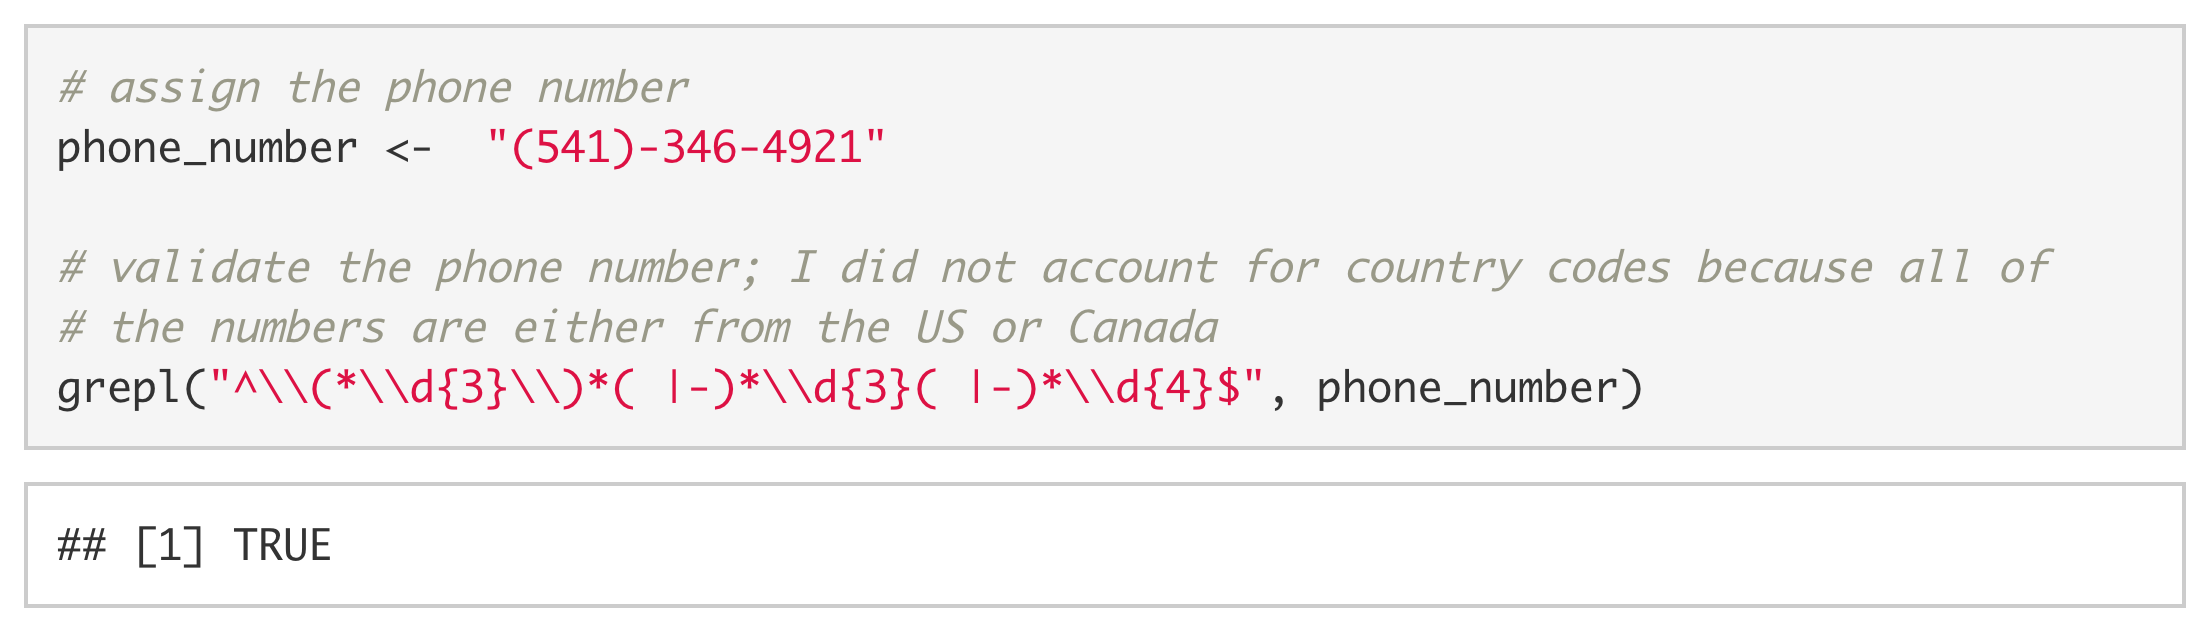 # assign the phone number
phone_number <-  "(541)-346-4921"
# validate the phone number; I did not account for country codes because all of
# the numbers are either from the US or Canada
grepl("^\\(*\\d{3}\\)*( |-)*\\d{3}( |-)*\\d{4}$", phone_number)
## [1] TRUE